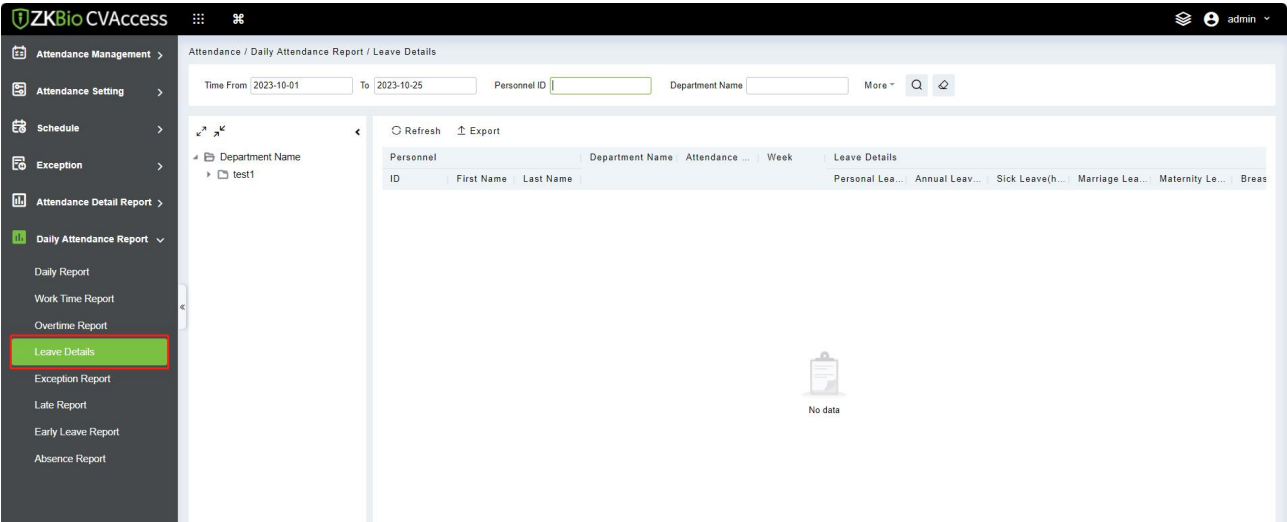 ZKBio CVAccess
admin
Attendance Management
Attendance Setting
Schedule
Exception
Attendance Detail Report
Daily Attendance Report
Daily Report
Work Time Report
Overtime Report
Leave Details
Exception Report
Late Report
Early Leave Report
Absence Report
Attendance / Daily Attendance Report / Leave Details
Time From 2023-10-01 To 2023-10-25 Personnel ID Department Name More
Department Name
test1
Refresh Export
Personnel Department Name Attendance ... Week Leave Details
ID First Name Last Name Personal Lea... Annual Leav... Sick Leave(h... Marriage Lea... Maternity Le... Breas
No data